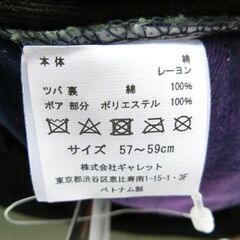 本体 綿
レーヨン
ツバ 裏 綿 100%
ボア 部分 ポリエステル 100%
サイズ 57～59cm
株式会社ギャレット
東京都渋谷区恵比寿南1-15-1・3F
ベトナム製